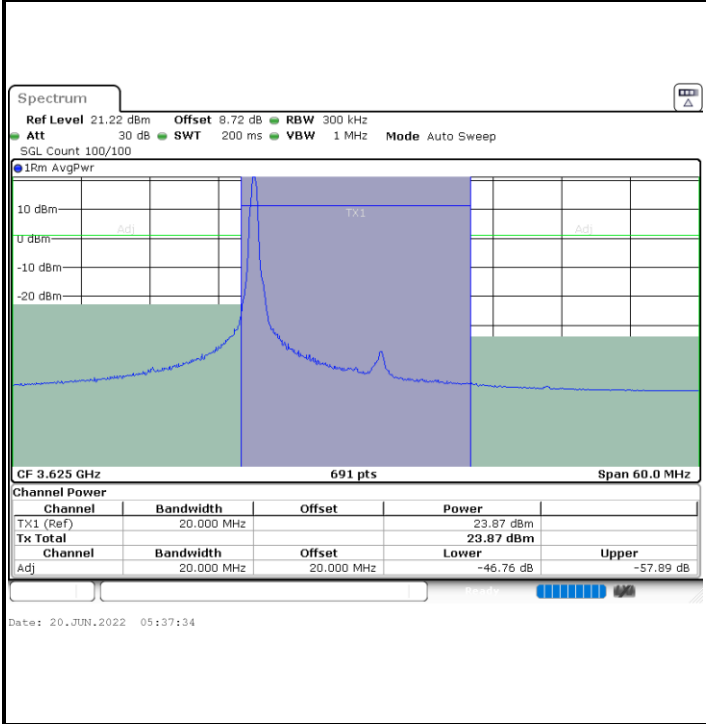 Spectrum
Ref Level 21.22 dBm Offset 8.72 dB RBW 300 kHz
Att 30 dB SWT 200 ms VBW 1 MHz Mode Auto Sweep
SGL Count 100/100
1Rm AvgPwr
10 dBm
TX1
Adj
Adj
0 dBm
-10 dBm
-20 dBm
CF 3.625 GHz 691 pts Span 60.0 MHz
Channel Power
Channel Bandwidth Offset Power
TX1 (Ref) 20.000 MHz 23.87 dBm
Tx Total 23.87 dBm
Channel Bandwidth Offset Lower Upper
Adj 20.000 MHz 20.000 MHz -46.76 dB -57.89 dB
Ready
Date: 20.JUN.2022 05:37:34